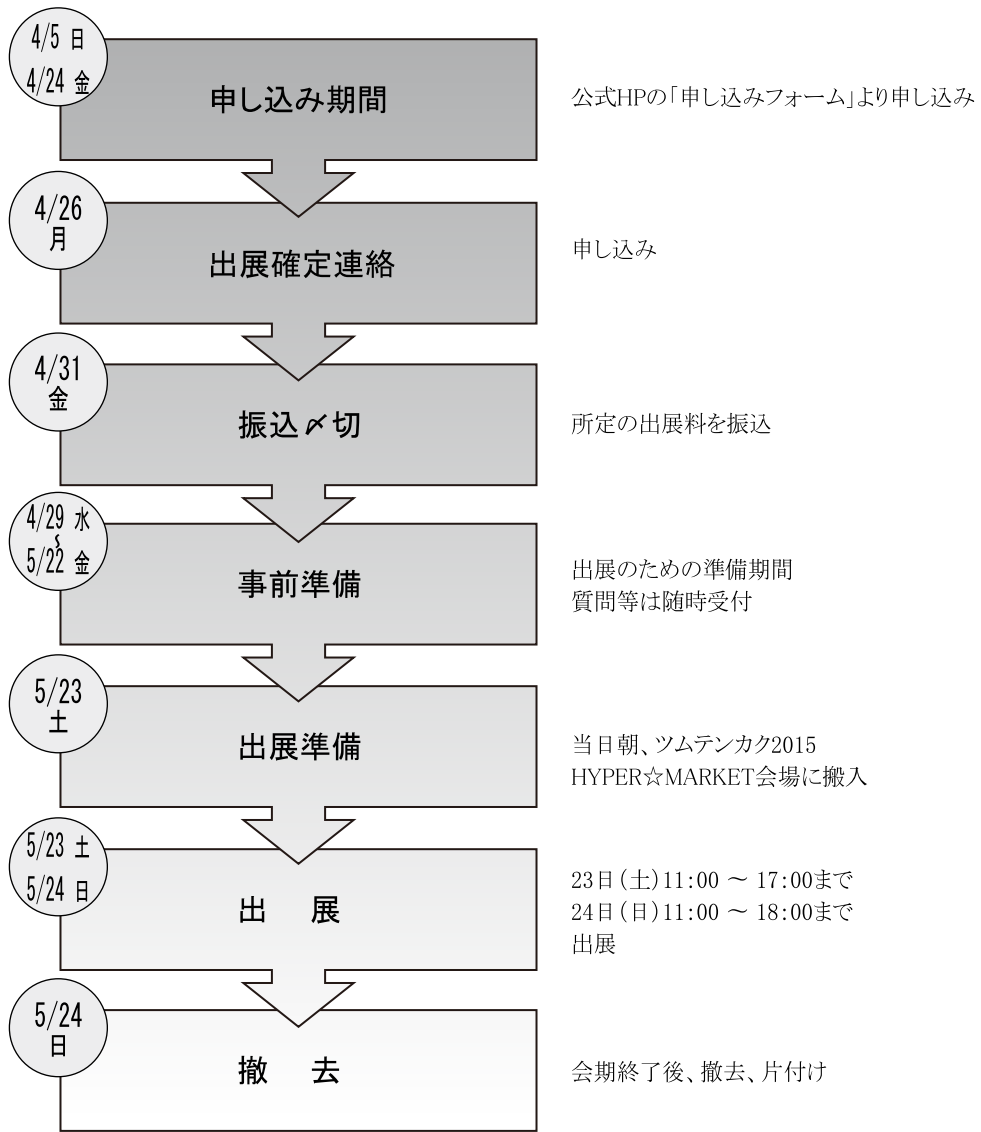 4/5 日
4/24 金
申し込み期間
公式HPの「申し込みフォーム」より申し込み
4/26
月
出展確定連絡
申し込み
4/31
金
振込〆切
所定の出展料を振込
4/29 水
~
5/22 金
事前準備
出展のための準備期間
質問等は随時受付
5/23
土
出展準備
当日朝、ツムテンカク2015
HYPER☆MARKET会場に搬入
5/23 土
5/24 日
出 展
23日(土)11:00 ~ 17:00まで
24日(日)11:00 ~ 18:00まで
出展
5/24
日
撤 去
会期終了後、撤去、片付け